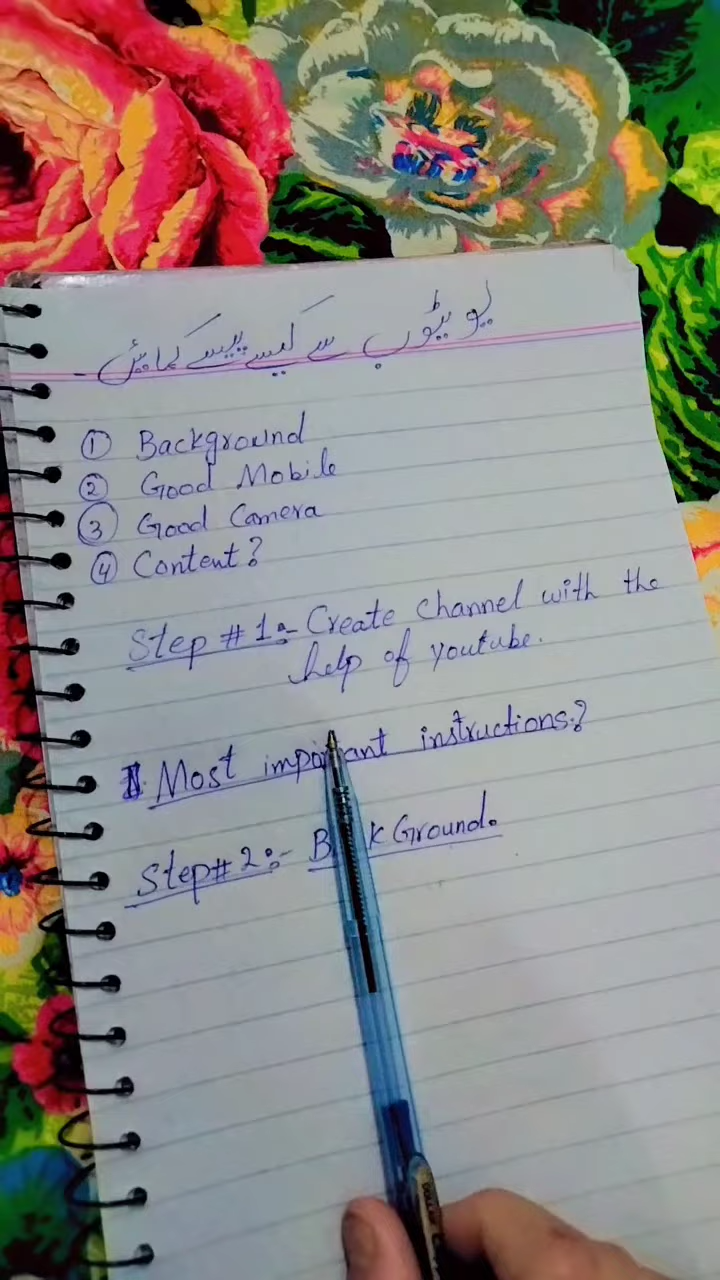 یوٹیوب سے کیسے پیسے کمایئں -
① Background
② Good Mobile
③ Good Camera
④ Content?
Step # 1:- Create channel with the
help of youtube.
Most important instructions:?
Step# 2:- Back Ground.